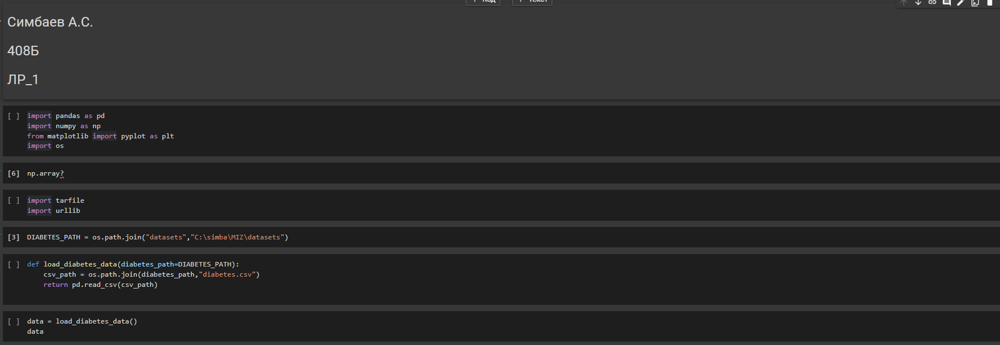 + Код + Текст
Симбаев А.С.
408Б
ЛР_1
[ ] import pandas as pd
import numpy as np
from matplotlib import pyplot as plt
import os
[6] np.array?
[ ] import tarfile
import urllib
[3] DIABETES_PATH = os.path.join("datasets","C:\simba\MIZ\datasets")
[ ] def load_diabetes_data(diabetes_path=DIABETES_PATH):
csv_path = os.path.join(diabetes_path,"diabetes.csv")
return pd.read_csv(csv_path)
[ ] data = load_diabetes_data()
data